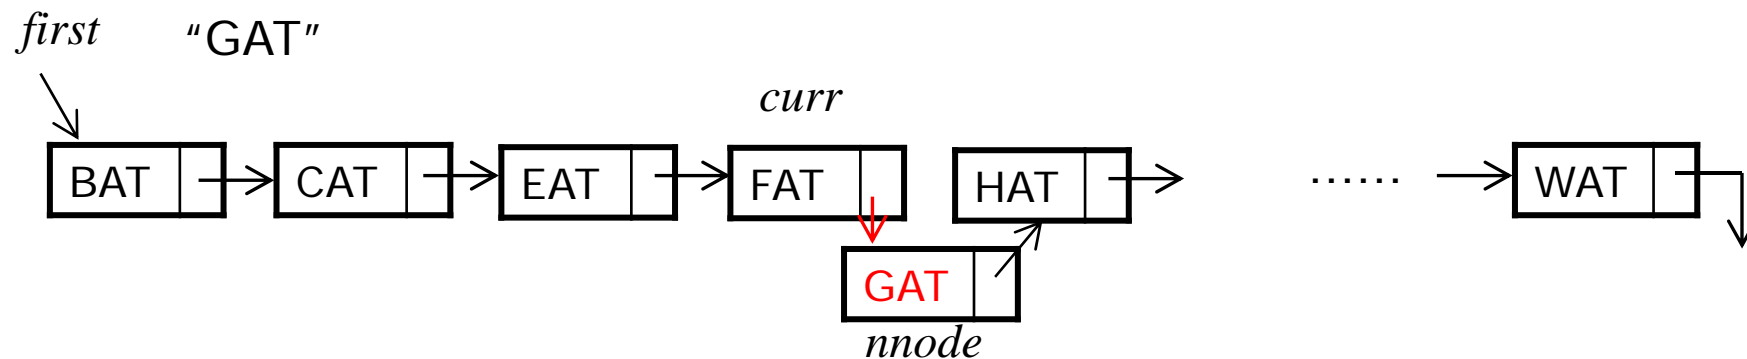 first “GAT”
curr
BAT CAT EAT FAT HAT ...... WAT
GAT
nnode